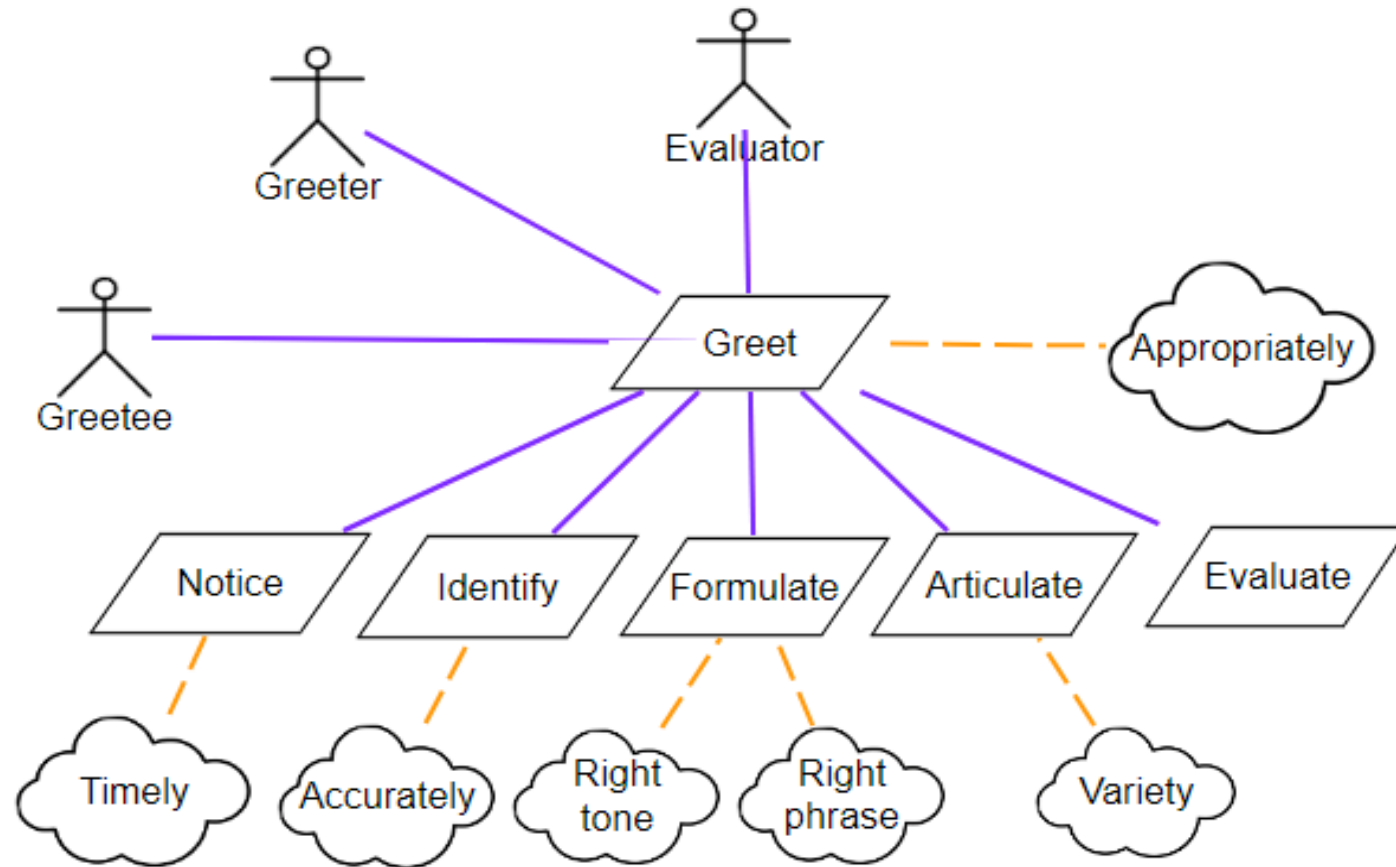 Evaluator
Greeter
Greet
Appropriately
Greetee
Notice
Identify
Formulate
Articulate
Evaluate
Timely
Accurately
Right
tone
Right
phrase
Variety